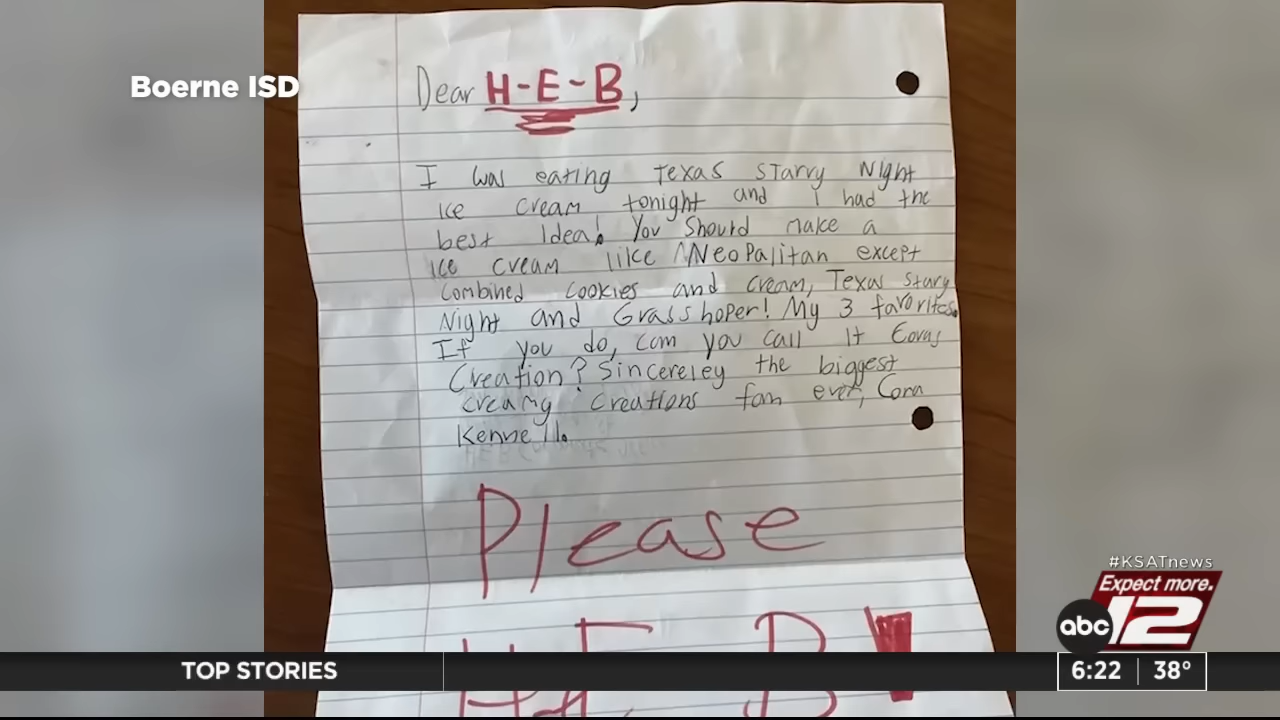 Boerne ISD
Dear H-E-B,
I was eating Texas Starry Night
Ice cream tonight and I had the
best Idea! You Should make a
Ice cream like NeoPalitan except
combined cookies and cream, Texas Stary
Night and Grasshoper! My 3 favorites.
If you do, can you call it Coras
Creation? Sincereley the biggest
creamy creations fan ever, Cora
Kennell.
Please
H-E-B!
#KSATnews
Expect more.
abc 12
TOP STORIES
6:22 38°